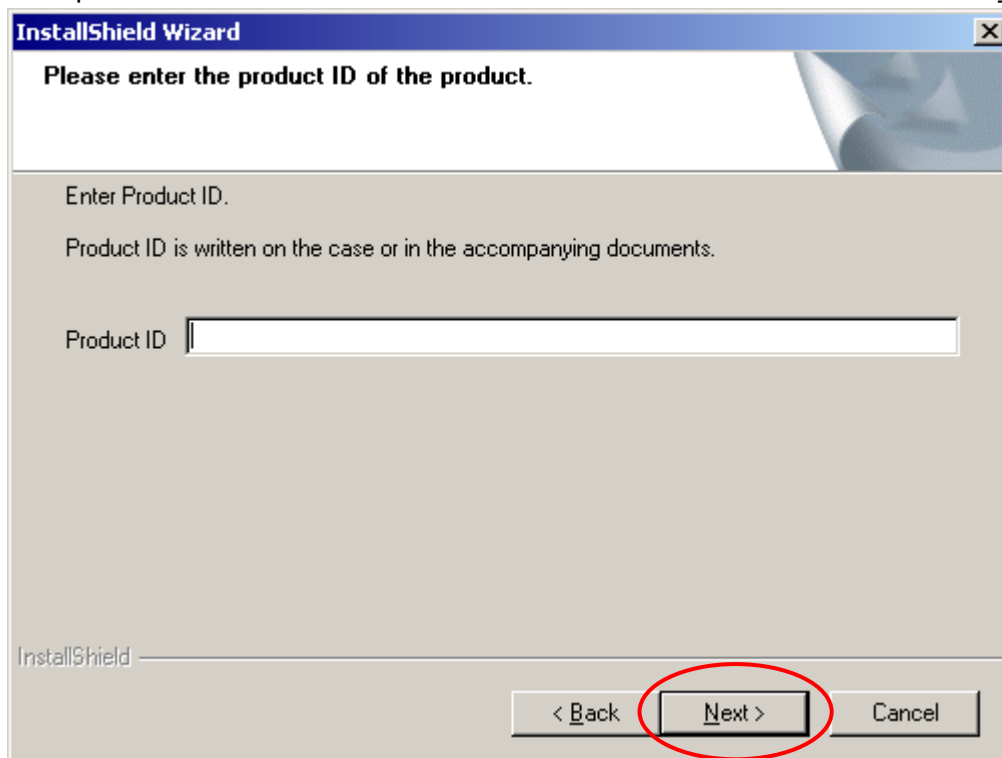 InstallShield Wizard
Please enter the product ID of the product.
Enter Product ID.
Product ID is written on the case or in the accompanying documents.
Product ID
InstallShield
< Back Next > Cancel